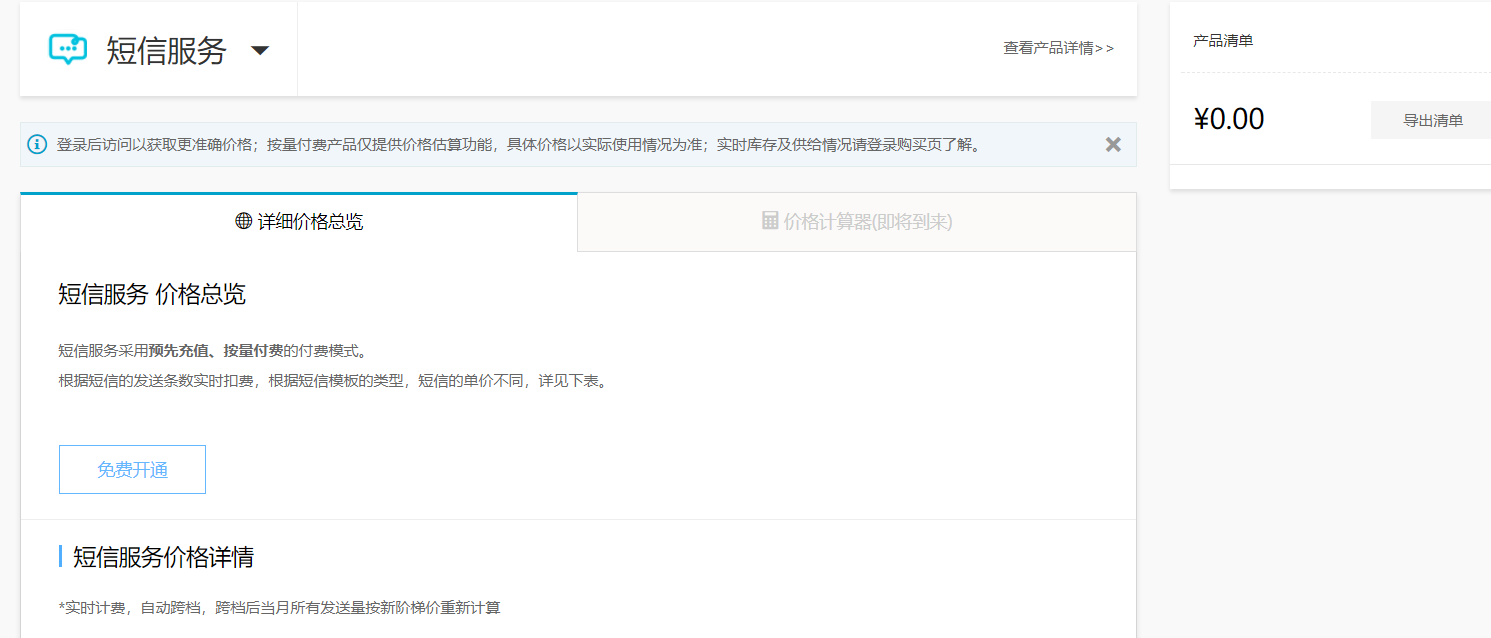 短信服务
查看产品详情>>
产品清单
¥0.00
导出清单
登录后访问以获取更准确价格；按量付费产品仅提供价格估算功能，具体价格以实际使用情况为准；实时库存及供给情况请登录购买页了解。
详细价格总览
价格计算器(即将到来)
短信服务 价格总览
短信服务采用预先充值、按量付费的付费模式。
根据短信的发送条数实时扣费，根据短信模板的类型，短信的单价不同，详见下表。
免费开通
短信服务价格详情
*实时计费，自动跨档，跨档后当月所有发送量按新阶梯价重新计算